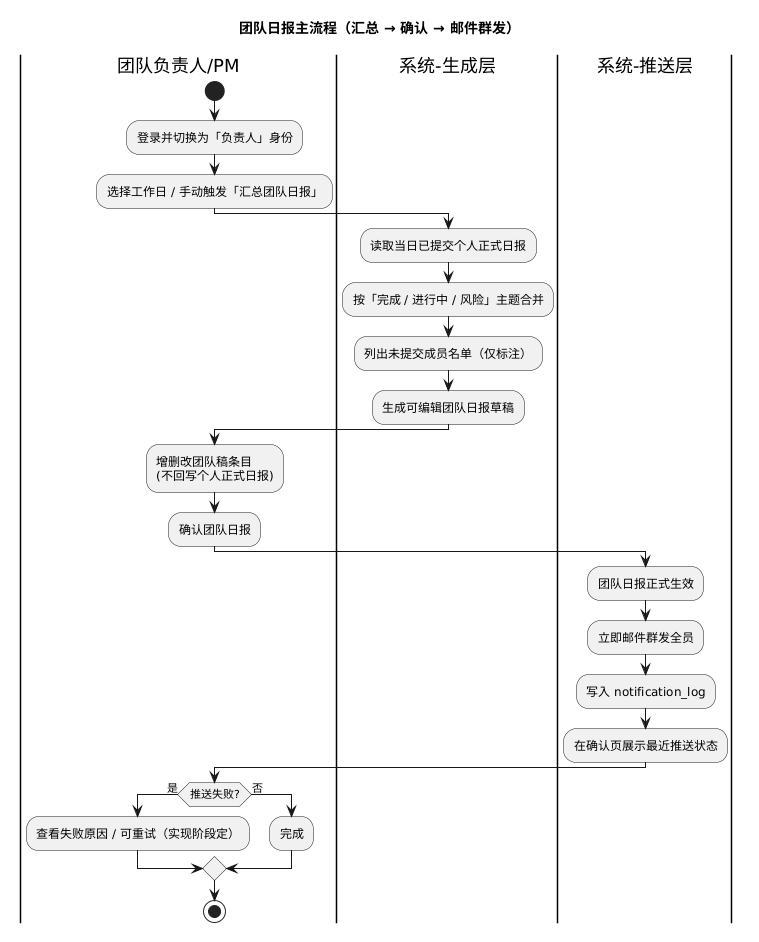 团队日报主流程（汇总 → 确认 → 邮件群发）
团队负责人/PM
系统-生成层
系统-推送层
登录并切换为「负责人」身份
选择工作日 / 手动触发「汇总团队日报」
读取当日已提交个人正式日报
按「完成 / 进行中 / 风险」主题合并
列出未提交成员名单（仅标注）
生成可编辑团队日报草稿
增删改团队稿条目
(不回写个人正式日报)
确认团队日报
团队日报正式生效
立即邮件群发全员
写入 notification_log
在确认页展示最近推送状态
推送失败?
是
否
查看失败原因 / 可重试（实现阶段定）
完成